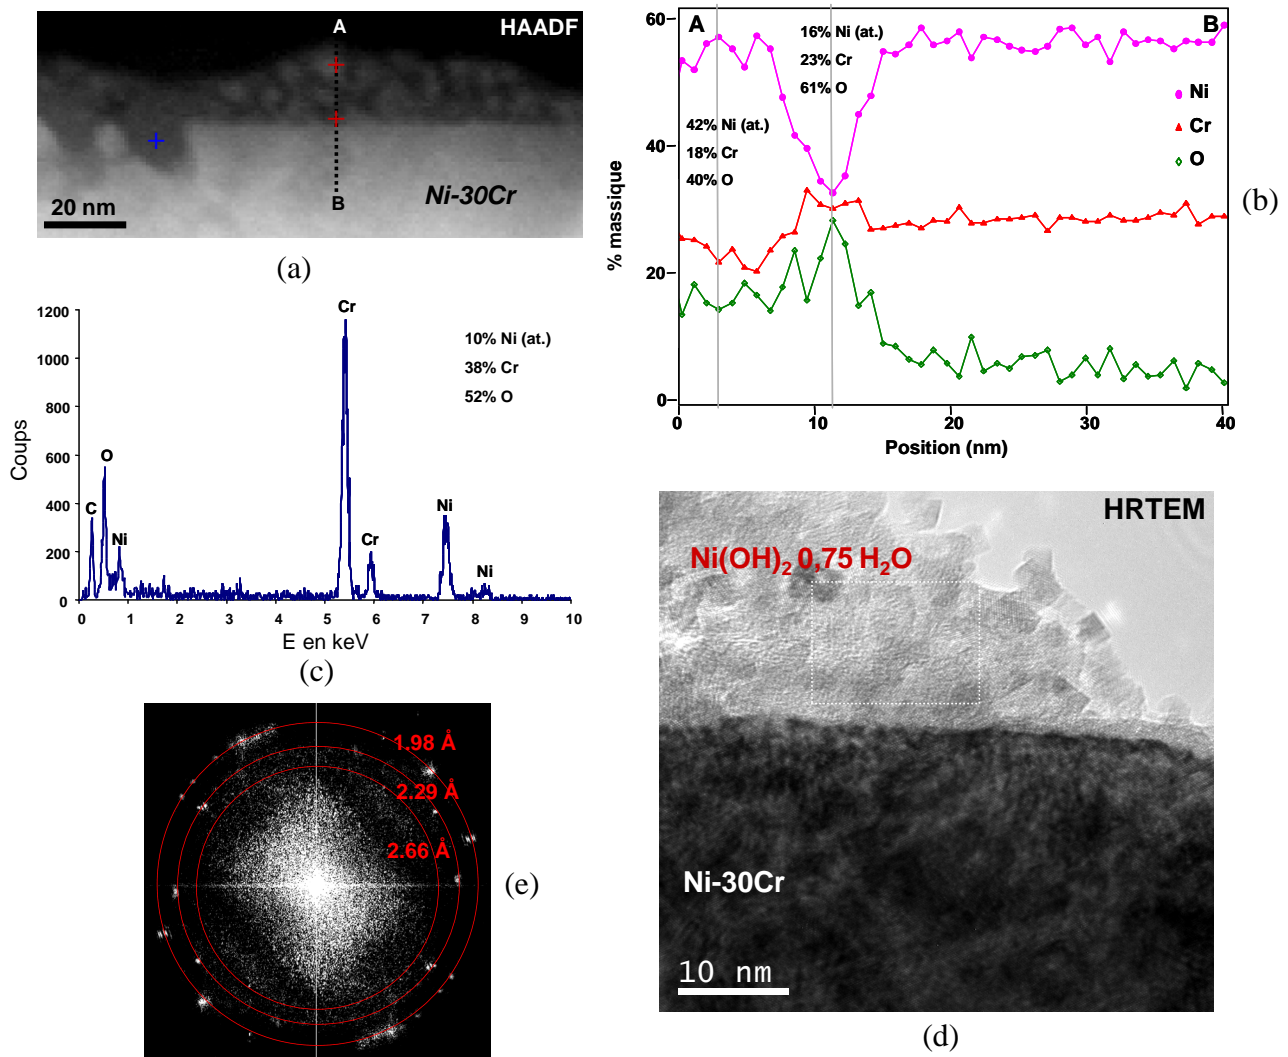 HAADF
A
B
Ni-30Cr
20 nm
(a)
A
B
16% Ni (at.)
23% Cr
61% O
42% Ni (at.)
18% Cr
40% O
Ni
Cr
O
60
40
20
0
% massique
0
10
20
30
40
Position (nm)
(b)
1200
1000
800
600
400
200
0
Coups
C
O
Ni
Cr
Cr
Ni
Ni
10% Ni (at.)
38% Cr
52% O
0
1
2
3
4
5
6
7
8
9
10
E en keV
(c)
HRTEM
Ni(OH)₂ 0,75 H₂O
Ni-30Cr
10 nm
(d)
1.98 Å
2.29 Å
2.66 Å
(e)